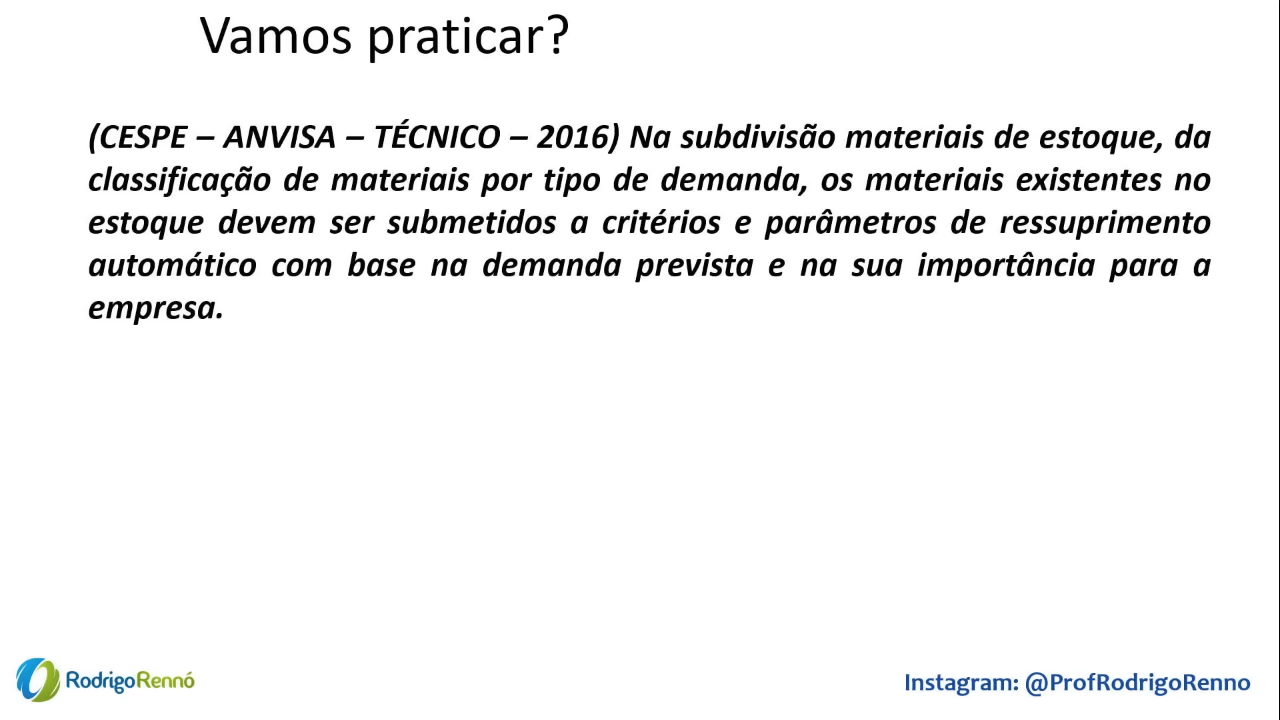 Vamos praticar?
(CESPE – ANVISA – TÉCNICO – 2016) Na subdivisão materiais de estoque, da
classificação de materiais por tipo de demanda, os materiais existentes no
estoque devem ser submetidos a critérios e parâmetros de ressuprimento
automático com base na demanda prevista e na sua importância para a
empresa.
RodrigoRennó
Instagram: @ProfRodrigoRenno